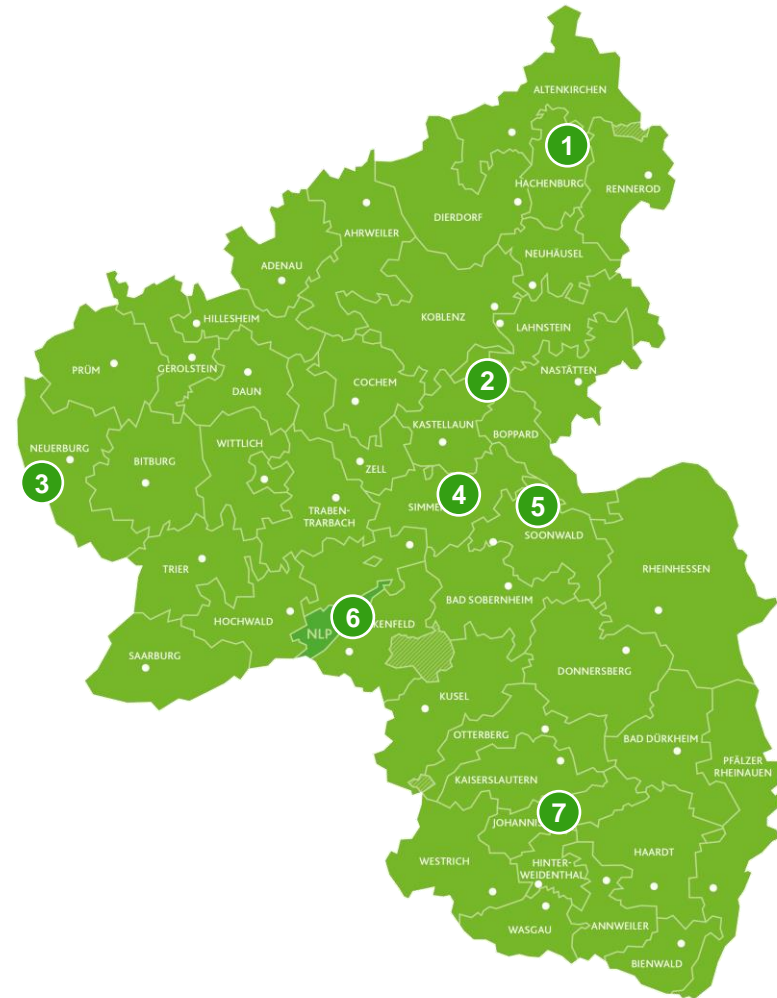 ALTENKIRCHEN
1
HACHENBURG
RENNEROD
DIERDORF
AHRWEILER
NEUHÄUSEL
ADENAU
HILLESHEIM
KOBLENZ
LAHNSTEIN
PRÜM
GEROLSTEIN
DAUN
COCHEM
2
NASTÄTTEN
KASTELLAUN
BOPPARD
NEUERBURG
3
BITBURG
WITTLICH
ZELL
TRABEN-
TRARBACH
4
SIMME
5
SOONWALD
TRIER
RHEINHESSEN
HOCHWALD
BAD SOBERNHEIM
6
NLP
KENFELD
SAARBURG
DONNERSBERG
KUSEL
OTTERBERG
BAD DÜRKHEIM
PFÄLZER
RHEINAUEN
KAISERSLAUTERN
7
JOHANNIS
HAARDT
WESTRICH
HINTER-
WEIDENTHAL
WASGAU
ANNWEILER
BIENWALD